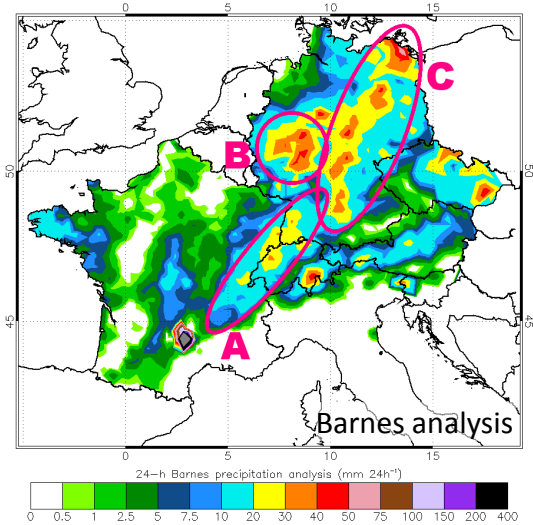 0 5 10 15
C
B
50 50
A
45 45
Barnes analysis
0 5 10 15
24-h Barnes precipitation analysis (mm 24h⁻¹)
0.5 1 2.5 5 7.5 10 20 30 40 50 75 100 150 200 400